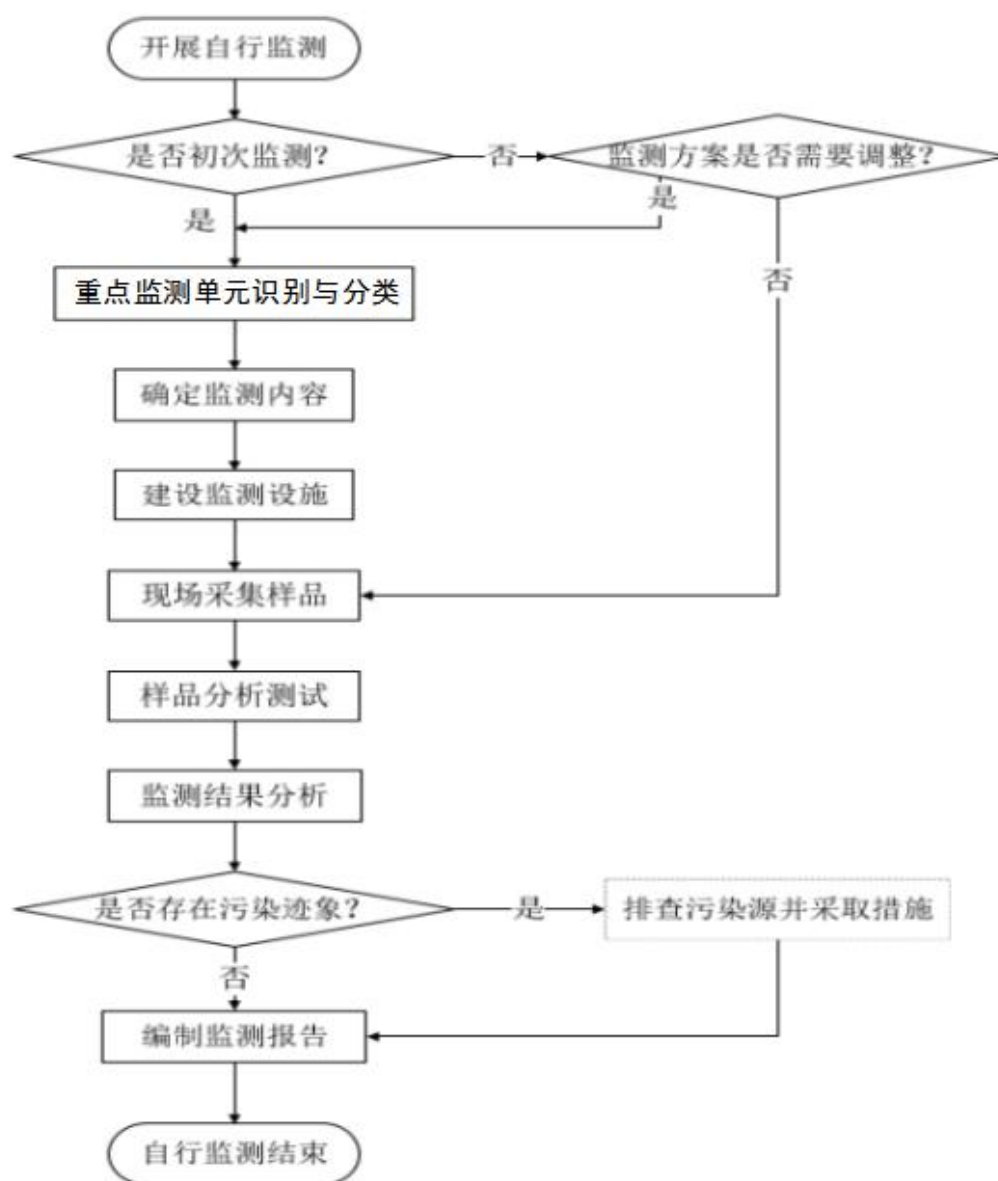 开展自行监测
是否初次监测？
否
监测方案是否需要调整？
是
是
否
重点监测单元识别与分类
确定监测内容
建设监测设施
现场采集样品
样品分析测试
监测结果分析
是否存在污染迹象？
是
排查污染源并采取措施
否
编制监测报告
自行监测结束